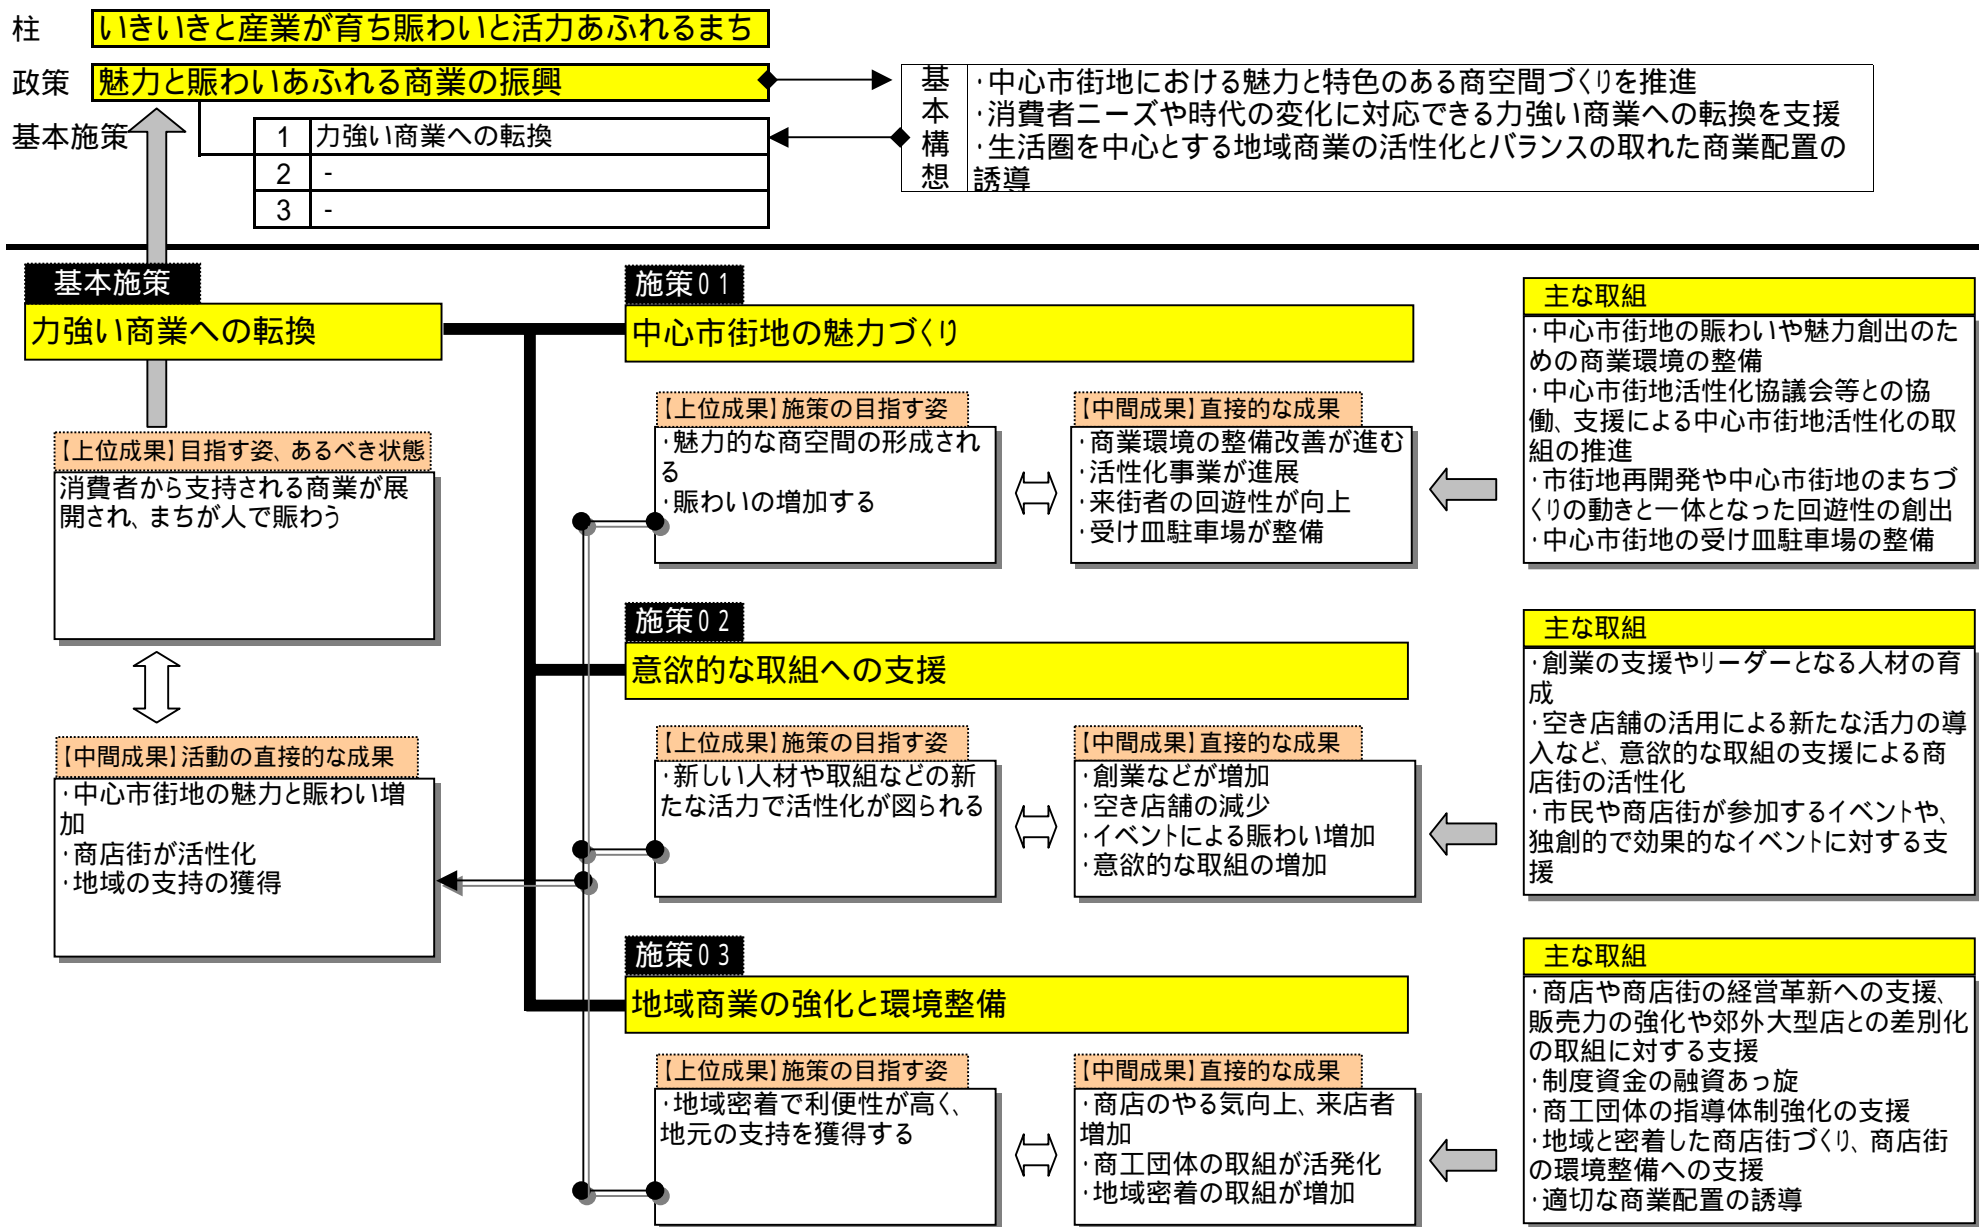 柱
いきいきと産業が育ち賑わいと活力あふれるまち
政策
魅力と賑わいあふれる商業の振興
基本構想
・中心市街地における魅力と特色のある商空間づくりを推進
・消費者ニーズや時代の変化に対応できる力強い商業への転換を支援
・生活圏を中心とする地域商業の活性化とバランスの取れた商業配置の
誘導
基本施策
1 力強い商業への転換
2 -
3 -
基本施策
力強い商業への転換
【上位成果】目指す姿、あるべき状態
消費者から支持される商業が展
開され、まちが人で賑わう
【中間成果】活動の直接的な成果
・中心市街地の魅力と賑わい増
加
・商店街が活性化
・地域の支持の獲得
施策01
中心市街地の魅力づくり
【上位成果】施策の目指す姿
・魅力的な商空間の形成され
る
・賑わいの増加する
【中間成果】直接的な成果
・商業環境の整備改善が進む
・活性化事業が進展
・来街者の回遊性が向上
・受け皿駐車場が整備
主な取組
・中心市街地の賑わいや魅力創出のた
めの商業環境の整備
・中心市街地活性化協議会等との協
働、支援による中心市街地活性化の取
組の推進
・市街地再開発や中心市街地のまちづ
くりの動きと一体となった回遊性の創出
・中心市街地の受け皿駐車場の整備
施策02
意欲的な取組への支援
【上位成果】施策の目指す姿
・新しい人材や取組などの新
たな活力で活性化が図られる
【中間成果】直接的な成果
・創業などが増加
・空き店舗の減少
・イベントによる賑わい増加
・意欲的な取組の増加
主な取組
・創業の支援やリーダーとなる人材の育
成
・空き店舗の活用による新たな活力の導
入など、意欲的な取組の支援による商
店街の活性化
・市民や商店街が参加するイベントや、
独創的で効果的なイベントに対する支
援
施策03
地域商業の強化と環境整備
【上位成果】施策の目指す姿
・地域密着で利便性が高く、
地元の支持を獲得する
【中間成果】直接的な成果
・商店のやる気向上、来店者
増加
・商工団体の取組が活発化
・地域密着の取組が増加
主な取組
・商店や商店街の経営革新への支援、
販売力の強化や郊外大型店との差別化
の取組に対する支援
・制度資金の融資あっ旋
・商工団体の指導体制強化の支援
・地域と密着した商店街づくり、商店街
の環境整備への支援
・適切な商業配置の誘導